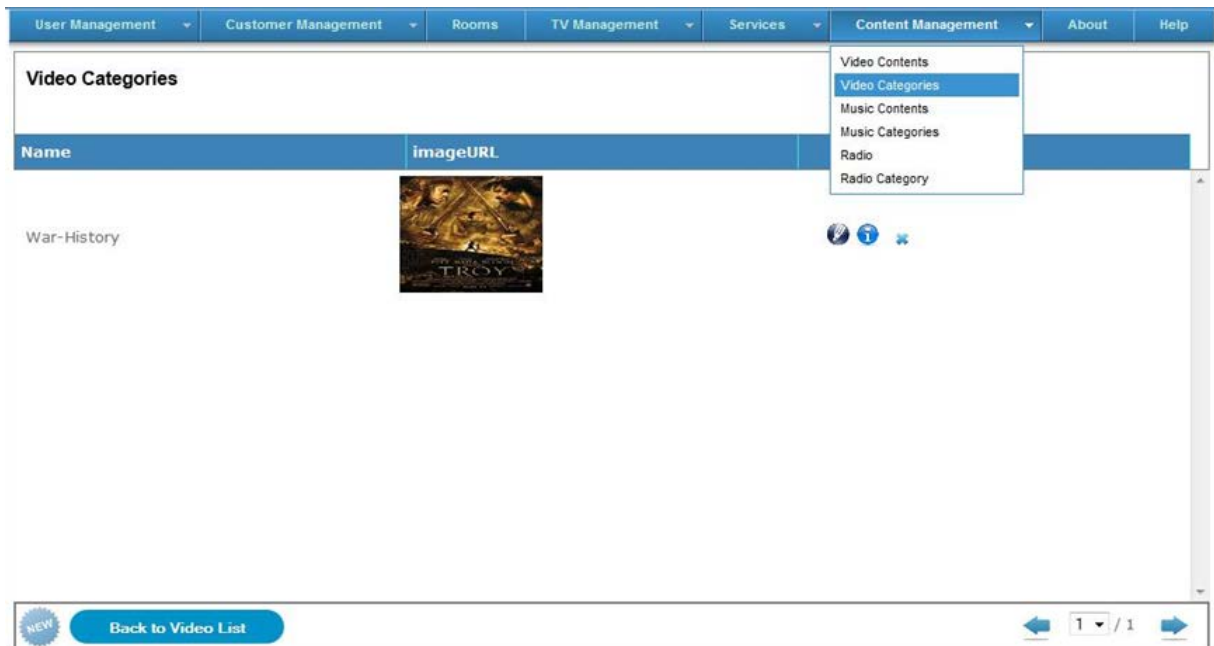 User Management Customer Management Rooms TV Management Services Content Management About Help
Video Categories
Video Contents
Video Categories
Music Contents
Music Categories
Radio
Radio Category
Name imageURL
War-History
TROY
NEW Back to Video List 1 / 1